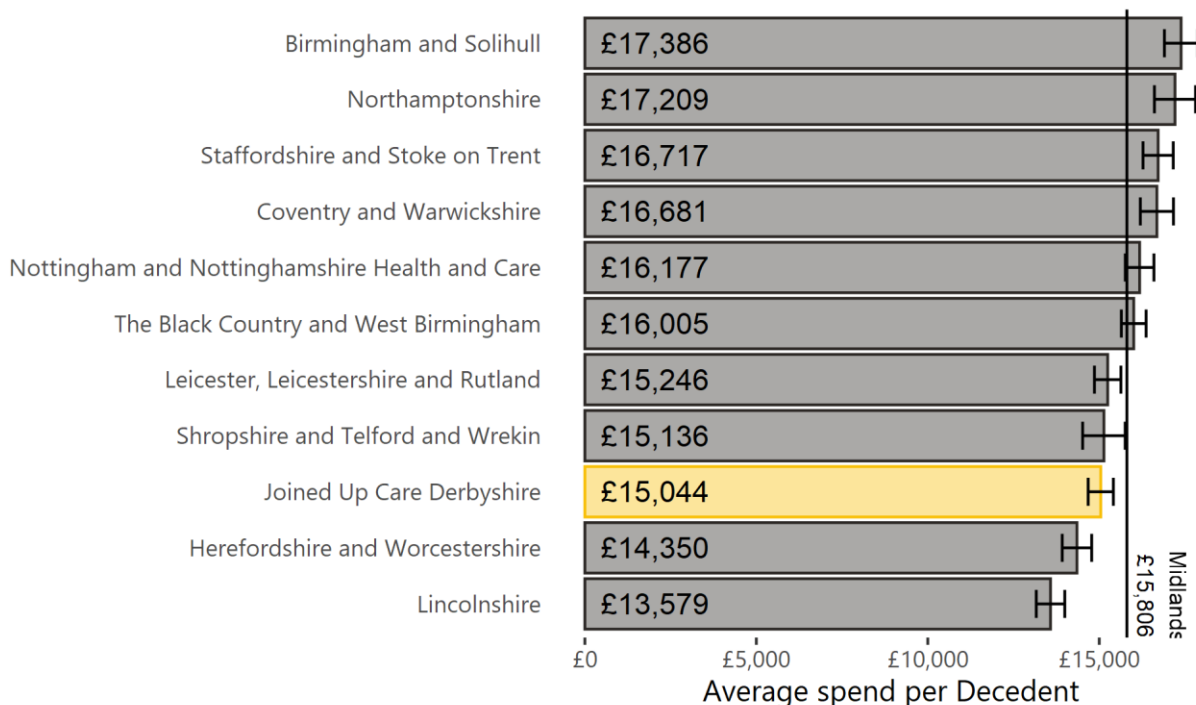 Birmingham and Solihull £17,386
Northamptonshire £17,209
Staffordshire and Stoke on Trent £16,717
Coventry and Warwickshire £16,681
Nottingham and Nottinghamshire Health and Care £16,177
The Black Country and West Birmingham £16,005
Leicester, Leicestershire and Rutland £15,246
Shropshire and Telford and Wrekin £15,136
Joined Up Care Derbyshire £15,044
Herefordshire and Worcestershire £14,350
Lincolnshire £13,579
Midlands
£15,806
£0 £5,000 £10,000 £15,000
Average spend per Decedent